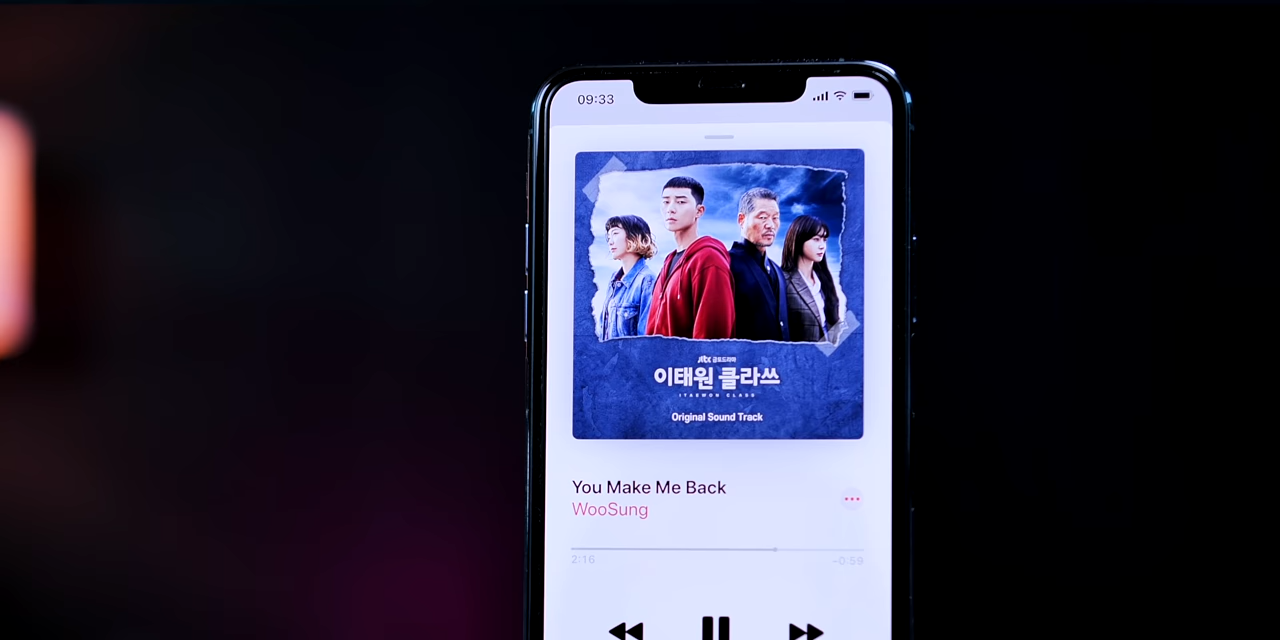 09:33
jtbc 금토드라마
이태원 클라쓰
ITAEWON CLASS
Original Sound Track
You Make Me Back
WooSung
2:16 -0:59